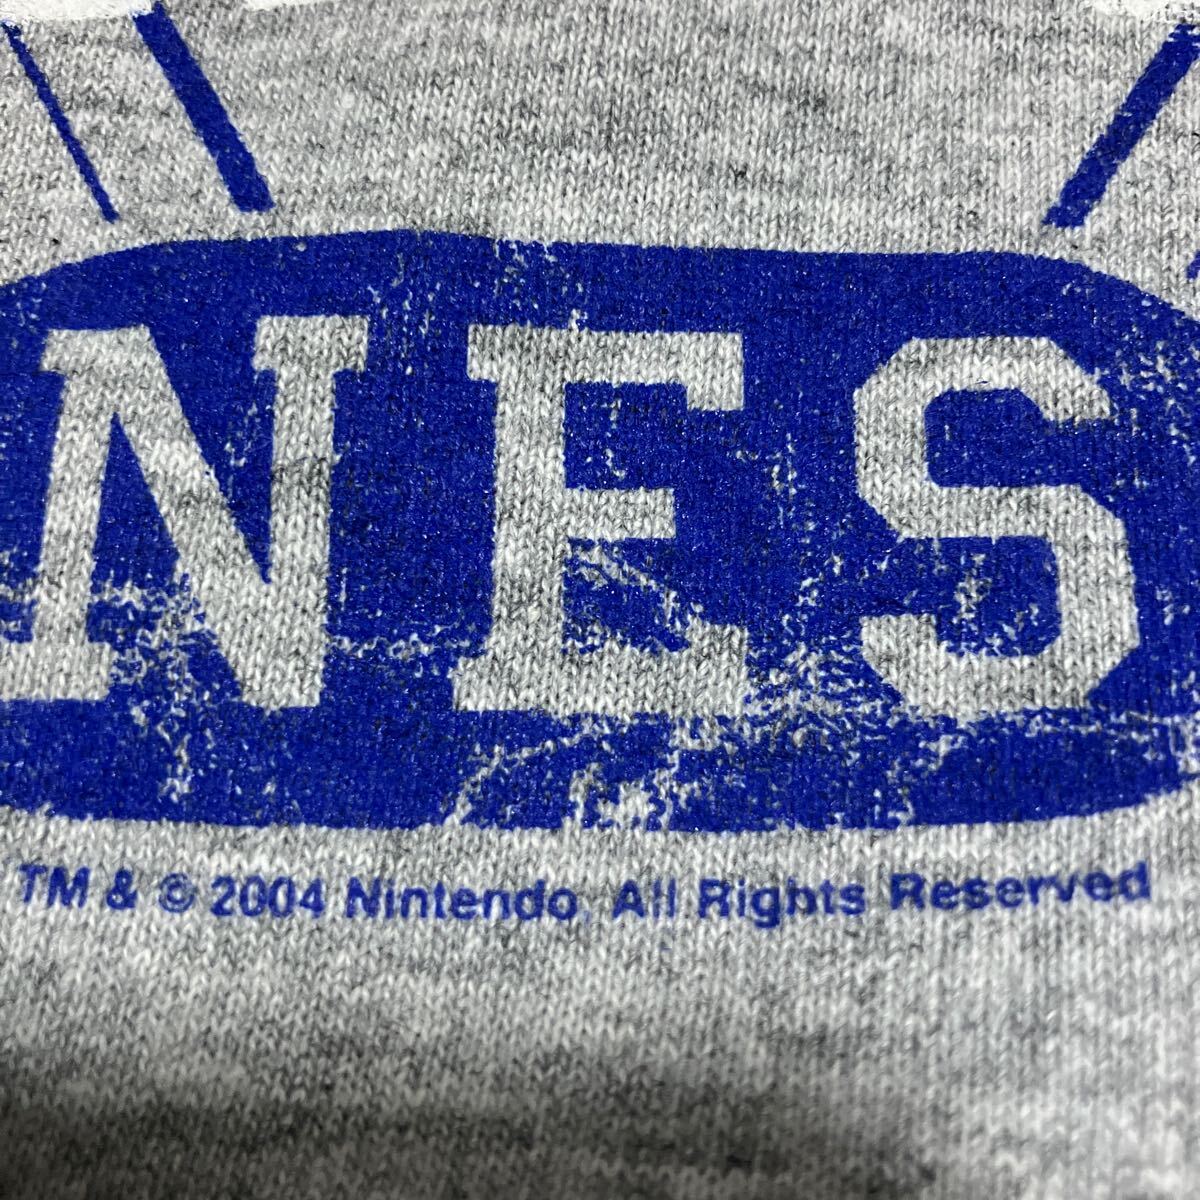 NES
TM & © 2004 Nintendo, All Rights Reserved